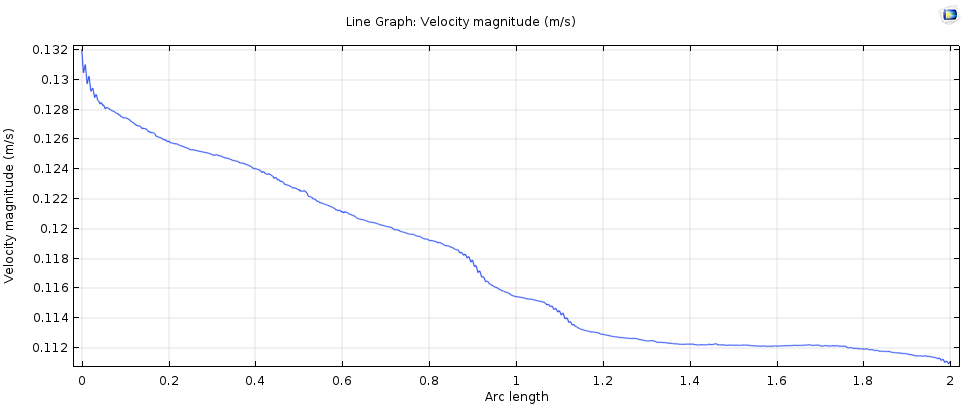 Line Graph: Velocity magnitude (m/s)
0.132
0.13
0.128
0.126
0.124
0.122
0.12
0.118
0.116
0.114
0.112
Velocity magnitude (m/s)
0 0.2 0.4 0.6 0.8 1 1.2 1.4 1.6 1.8 2
Arc length